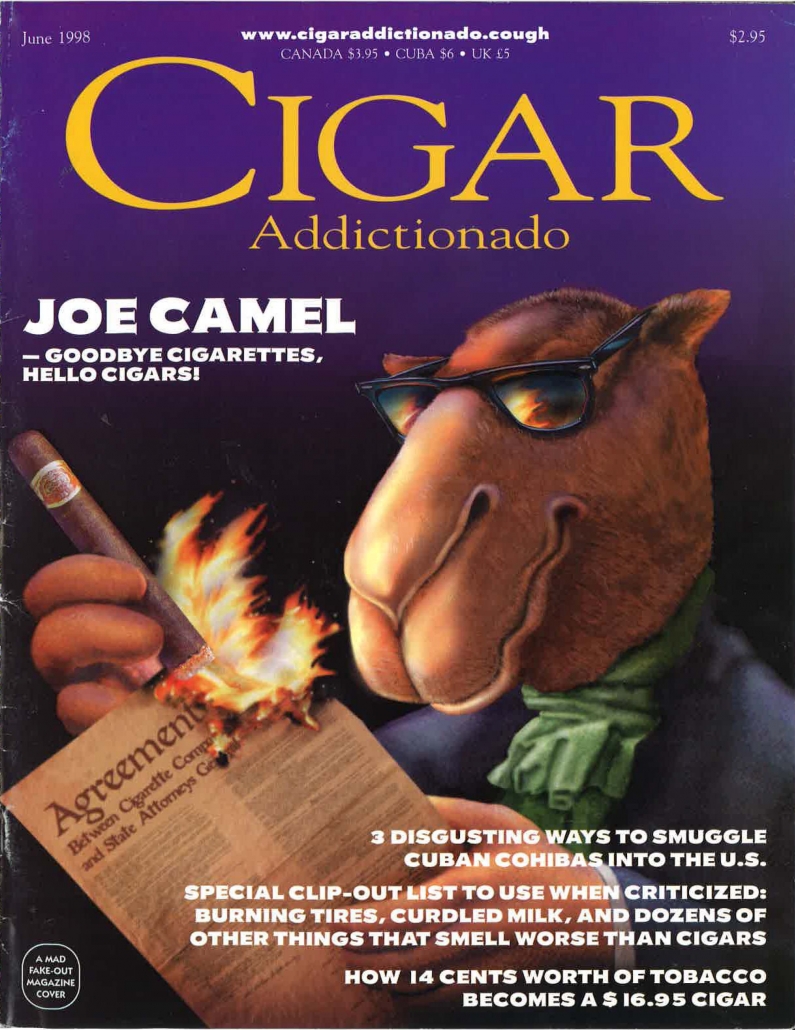 June 1998
www.cigaraddictionado.cough
$2.95
CANADA $3.95 • CUBA $6 • UK £5
CIGAR
Addictionado
JOE CAMEL
– GOODBYE CIGARETTES,
HELLO CIGARS!
Agreement
Between Cigarette Comp
and State Attorneys Ge
3 DISGUSTING WAYS TO SMUGGLE
CUBAN COHIBAS INTO THE U.S.
SPECIAL CLIP-OUT LIST TO USE WHEN CRITICIZED:
BURNING TIRES, CURDLED MILK, AND DOZENS OF
OTHER THINGS THAT SMELL WORSE THAN CIGARS
HOW 14 CENTS WORTH OF TOBACCO
BECOMES A $16.95 CIGAR
A MAD
FAKE-OUT
MAGAZINE
COVER